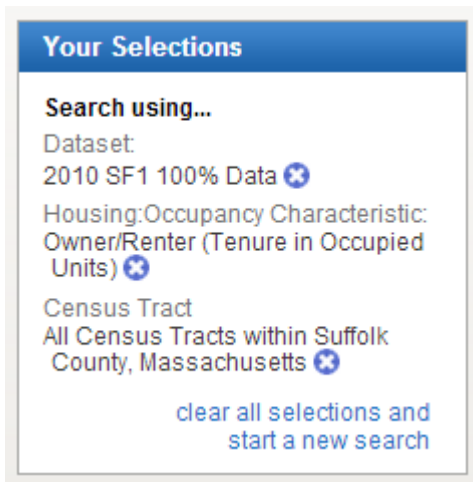 Your Selections
Search using...
Dataset:
2010 SF1 100% Data
Housing:Occupancy Characteristic:
Owner/Renter (Tenure in Occupied
Units)
Census Tract
All Census Tracts within Suffolk
County, Massachusetts
clear all selections and
start a new search